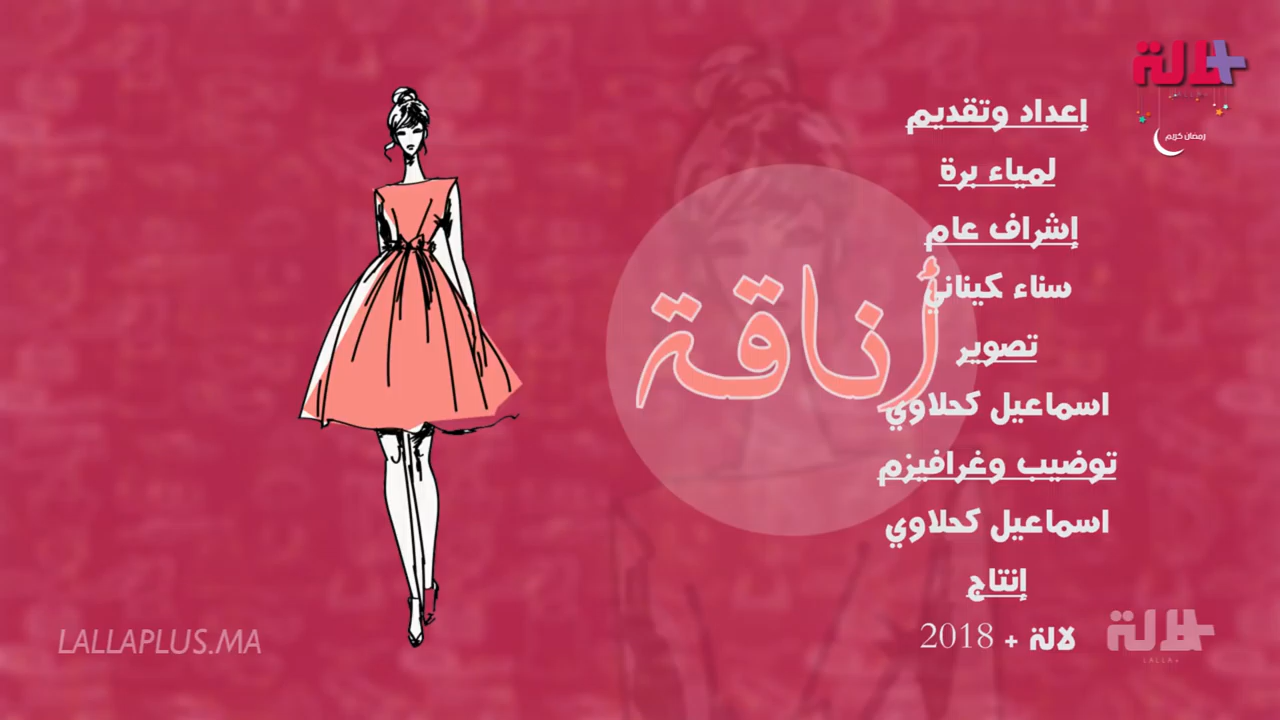 لالة+
رمضان كريم
إعداد وتقديم
لمياء برة
إشراف عام
سناء كيناني
أناقة
تصوير
اسماعيل كحلاوي
توضيب وغرافيزم
اسماعيل كحلاوي
إنتاج
لالة + 2018
لالة+
LALLA+
LALLAPLUS.MA